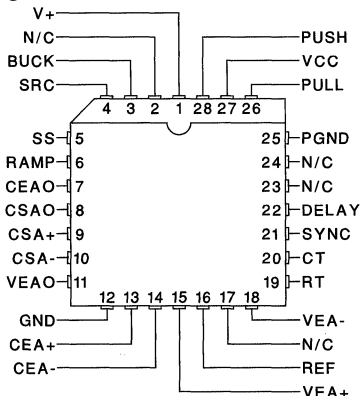 V+
N/C
BUCK
SRC
PUSH
VCC
PULL
4 3 2 1 28 27 26
SS 5 25 PGND
RAMP 6 24 N/C
CEAO 7 23 N/C
CSAO 8 22 DELAY
CSA+ 9 21 SYNC
CSA- 10 20 CT
VEAO 11 19 RT
12 13 14 15 16 17 18
GND
CEA+
CEA-
VEA-
N/C
REF
VEA+